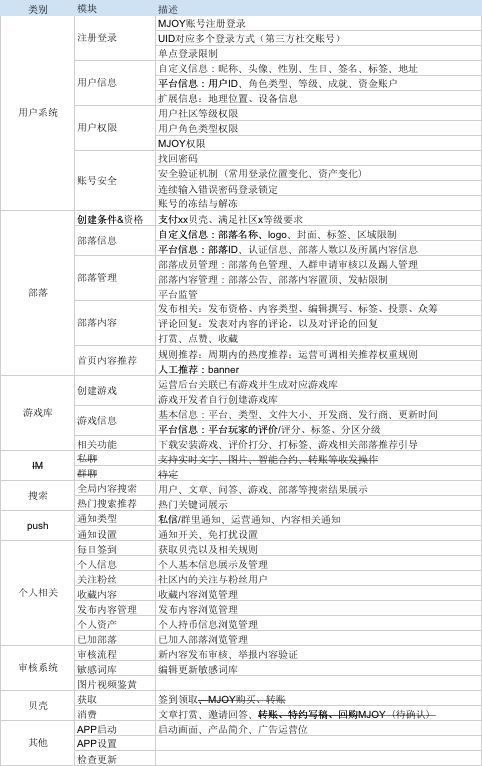 类别 模块 描述
用户系统 注册登录 MJOY账号注册登录
UID对应多个登录方式（第三方社交账号）
单点登录限制
用户信息 自定义信息：昵称、头像、性别、生日、签名、标签、地址
平台信息：用户ID、角色类型、等级、成就、资金账户
扩展信息：地理位置、设备信息
用户权限 用户社区等级权限
用户角色类型权限
MJOY权限
账号安全 找回密码
安全验证机制（常用登录位置变化、资产变化）
连续输入错误密码登录锁定
账号的冻结与解冻
部落 创建条件&资格 支付xx贝壳、满足社区x等级要求
部落信息 自定义信息：部落名称、logo、封面、标签、区域限制
平台信息：部落ID、认证信息、部落人数以及所属内容信息
部落管理 部落成员管理：部落角色管理、入群申请审核以及踢人管理
部落内容管理：部落公告、部落内容置顶、发帖限制
平台监管
部落内容 发布相关：发布资格、内容类型、编辑撰写、标签、投票、众筹
评论回复：发表对内容的评论，以及对评论的回复
打赏、点赞、收藏
首页内容推荐 规则推荐：周期内的热度推荐；运营可调相关推荐权重规则
人工推荐：banner
游戏库 创建游戏 运营后台关联已有游戏并生成对应游戏库
游戏开发者自行创建游戏库
游戏信息 基本信息：平台、类型、文件大小、开发商、发行商、更新时间
平台信息：平台玩家的评价/评分、标签、分区分级
相关功能 下载安装游戏、评价打分、打标签、游戏相关部落推荐引导
IM 私聊 支持实时文字、图片、智能合约、转账等收发操作
群聊 待定
搜索 全局内容搜索 用户、文章、问答、游戏、部落等搜索结果展示
热门搜索推荐 热门关键词展示
push 通知类型 私信/群里通知、运营通知、内容相关通知
通知设置 通知开关、免打扰设置
个人相关 每日签到 获取贝壳以及相关规则
个人信息 个人基本信息展示及管理
关注粉丝 社区内的关注与粉丝用户
收藏内容 收藏内容浏览管理
发布内容管理 发布内容浏览管理
个人资产 个人持币信息浏览管理
已加部落 已加入部落浏览管理
审核系统 审核流程 新内容发布审核、举报内容验证
敏感词库 编辑更新敏感词库
图片视频鉴黄
贝壳 获取 签到领取、MJOY购买、转账
消费 文章打赏、邀请回答、转账、特约写稿、回购MJOY（待确认）
其他 APP启动 启动画面、产品简介、广告运营位
APP设置
检查更新